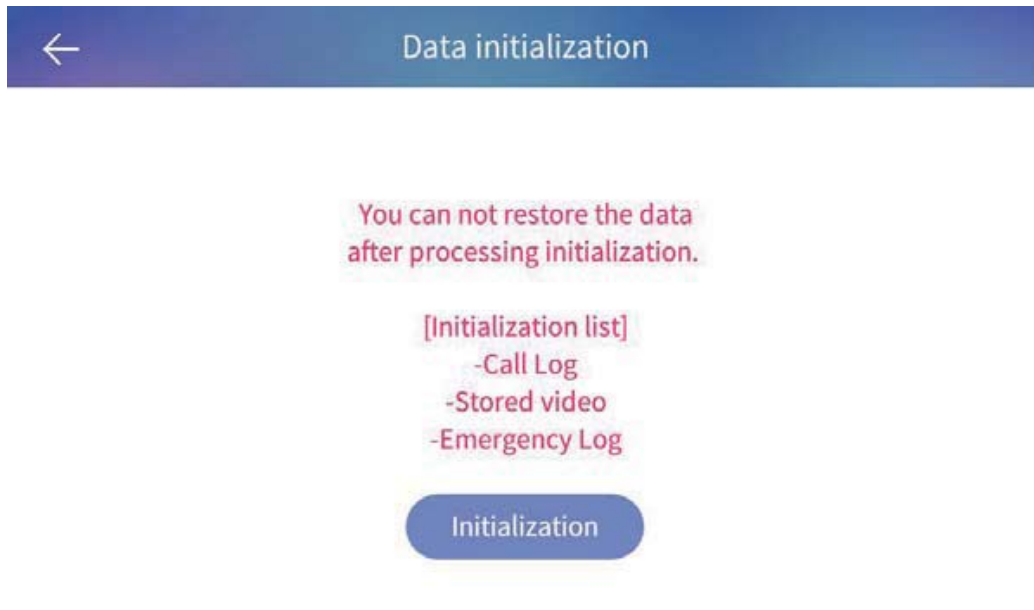 Data initialization
You can not restore the data
after processing initialization.
[Initialization list]
-Call Log
-Stored video
-Emergency Log
Initialization